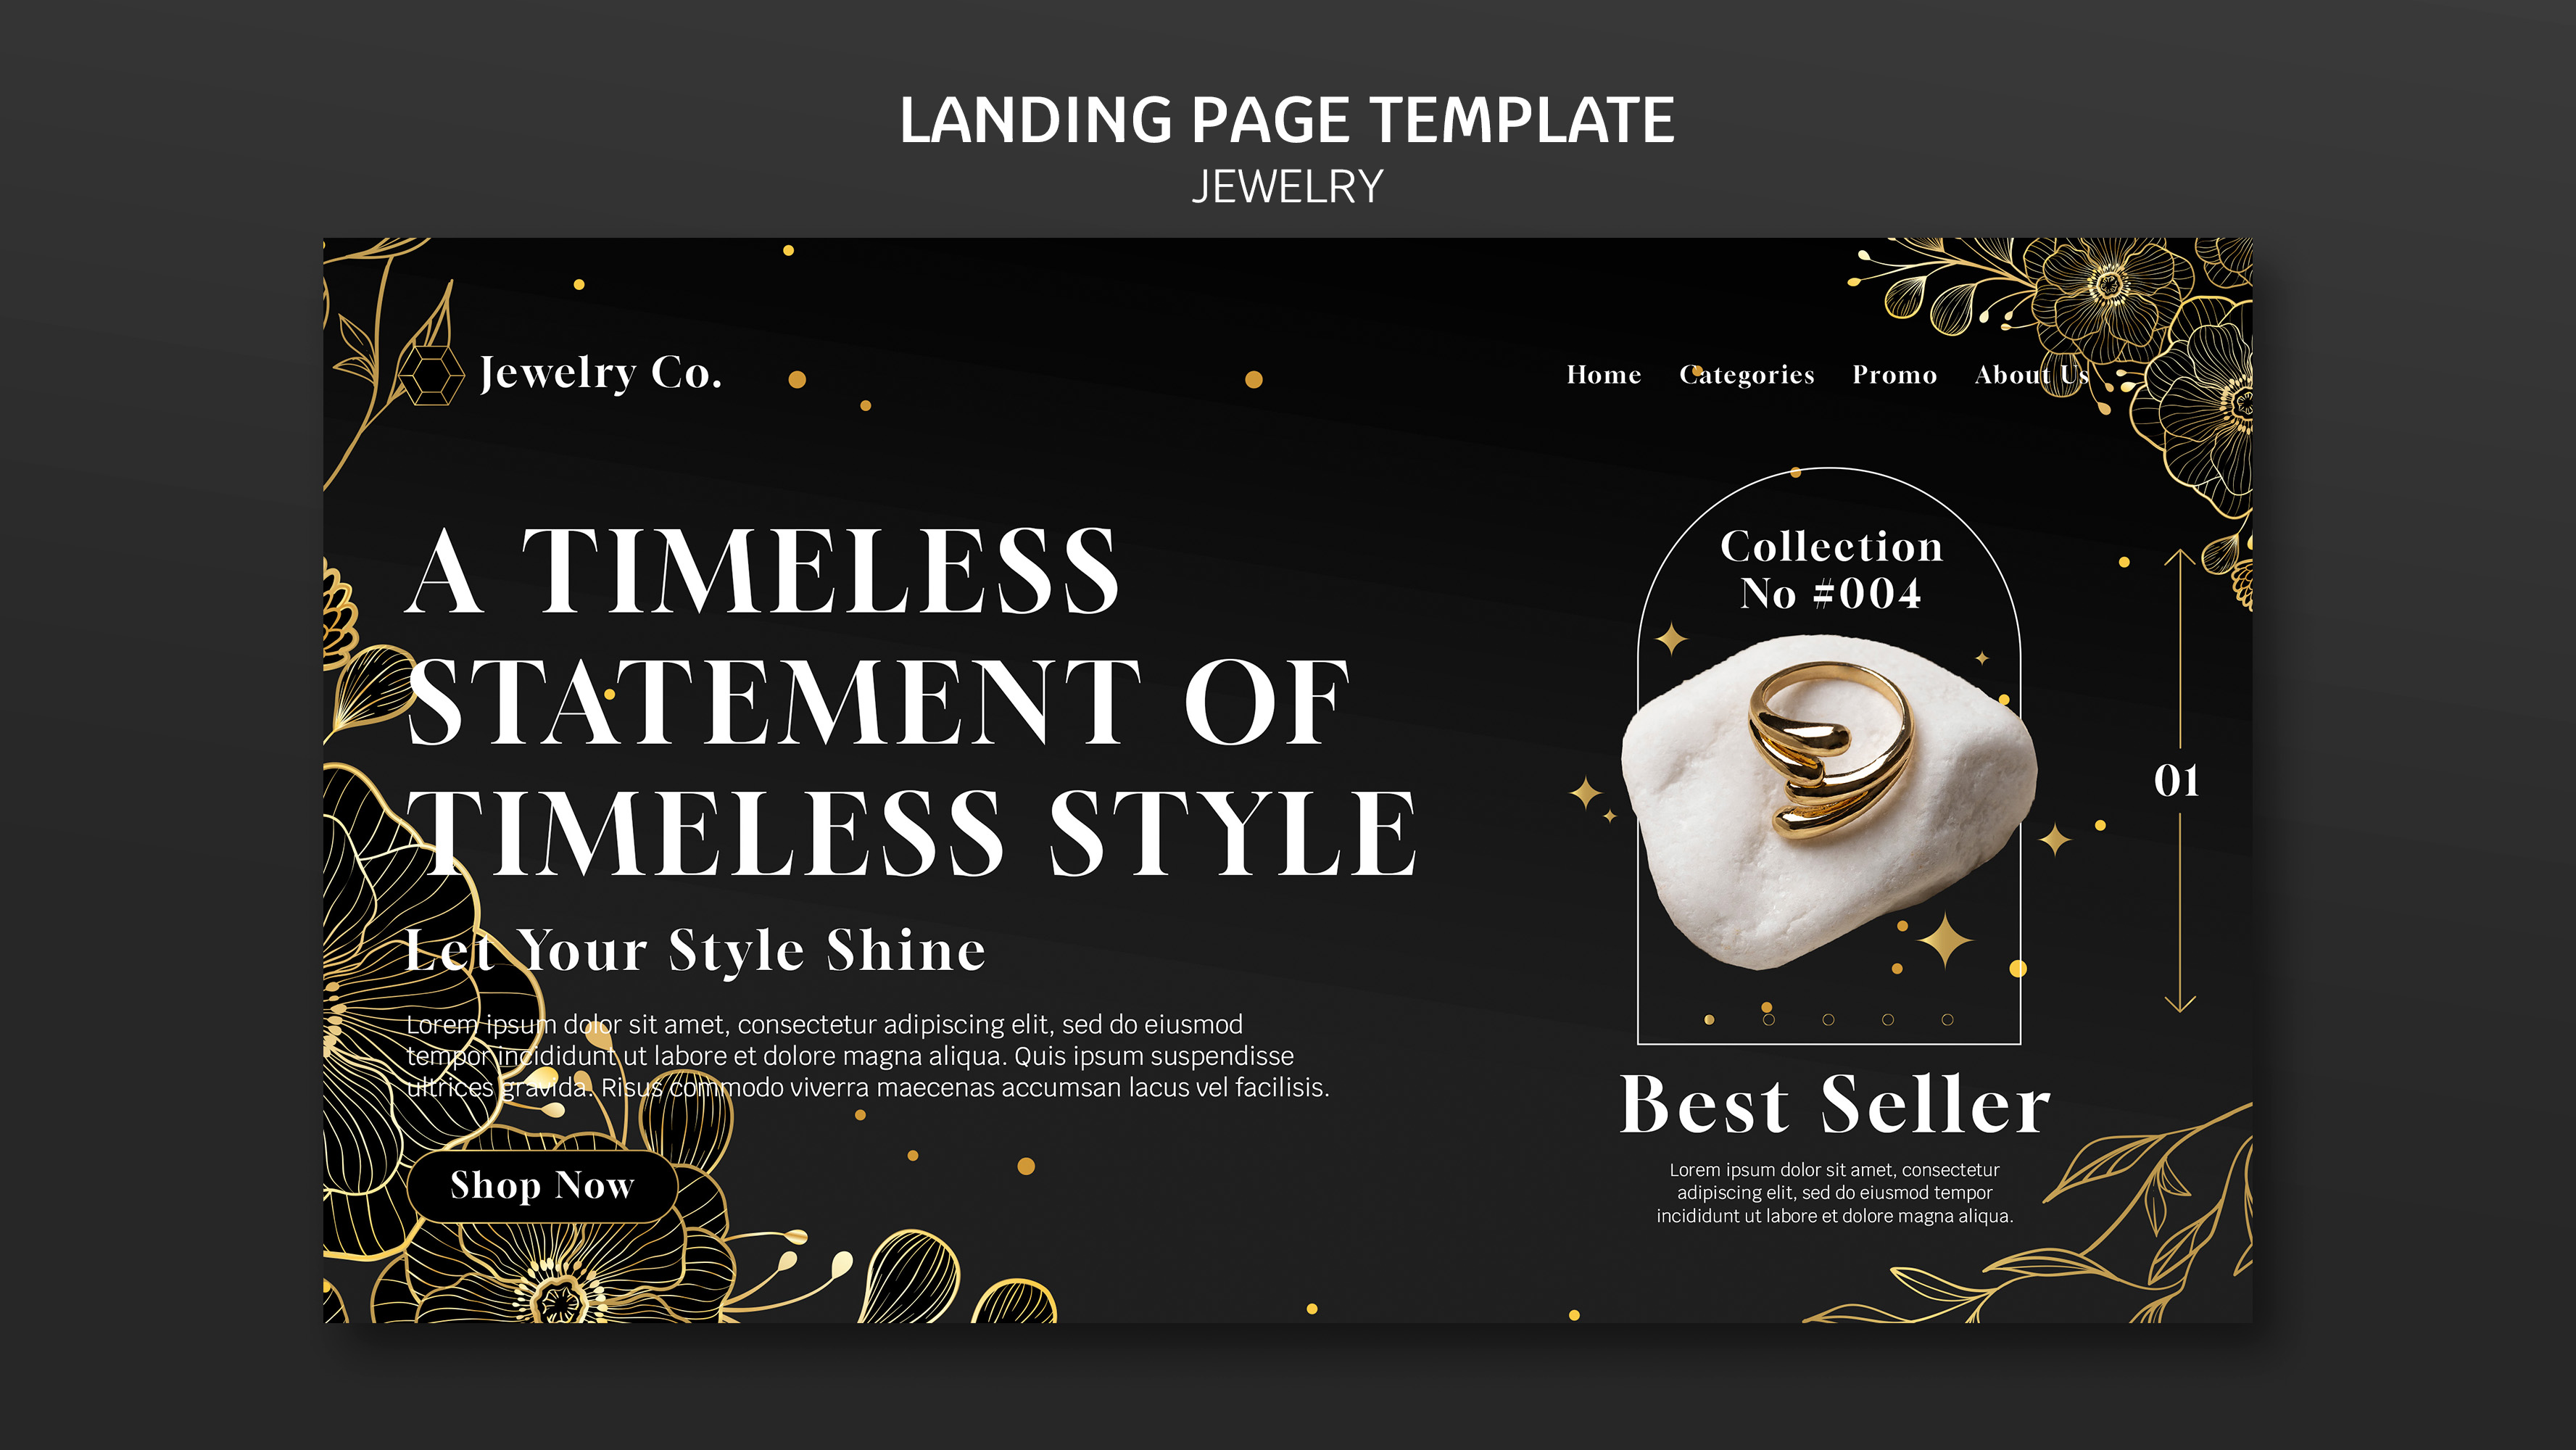 LANDING PAGE TEMPLATE
JEWELRY
Jewelry Co.
Home Categories Promo About Us
A TIMELESS
STATEMENT OF
TIMELESS STYLE
Let Your Style Shine
Lorem ipsum dolor sit amet, consectetur adipiscing elit, sed do eiusmod
tempor incididunt ut labore et dolore magna aliqua. Quis ipsum suspendisse
ultrices gravida. Risus commodo viverra maecenas accumsan lacus vel facilisis.
Shop Now
Collection
No #004
01
Best Seller
Lorem ipsum dolor sit amet, consectetur
adipiscing elit, sed do eiusmod tempor
incididunt ut labore et dolore magna aliqua.